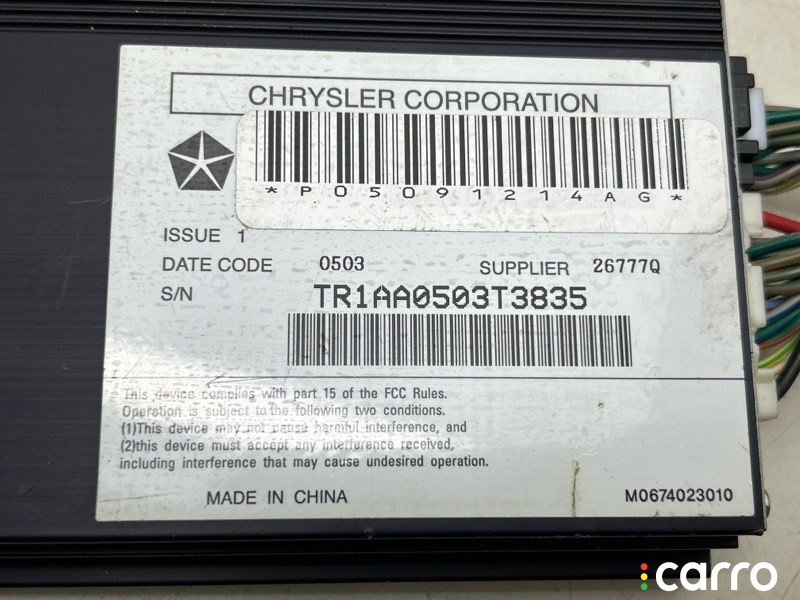 CHRYSLER CORPORATION
*P05091214AG*
ISSUE 1
DATE CODE 0503 SUPPLIER 26777Q
S/N TR1AA0503T3835
This device complies with part 15 of the FCC Rules.
Operation is subject to the following two conditions.
(1)This device may not cause harmful interference, and
(2)this device must accept any interference received,
including interference that may cause undesired operation.
MADE IN CHINA M0674023010
carro